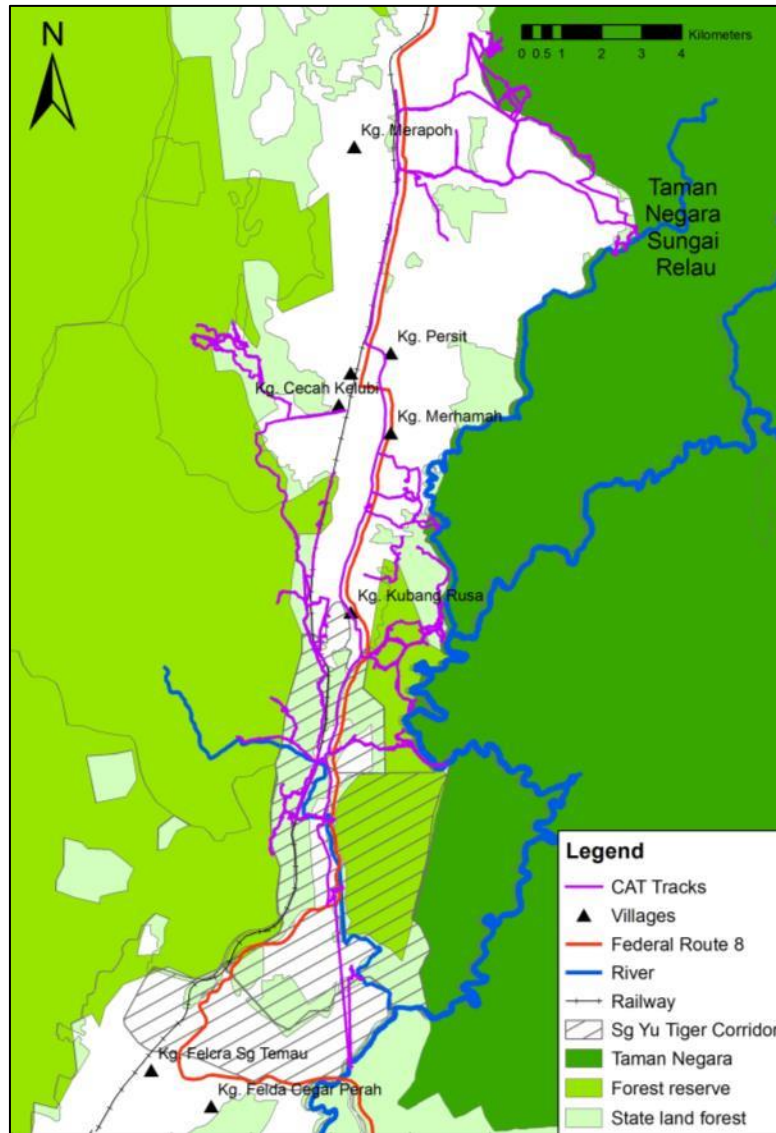 N
Kilometers
0 0.5 1 2 3 4
Kg. Merapoh
Taman
Negara
Sungai
Relau
Kg. Persit
Kg. Cecah Kelubi
Kg. Merhamah
Kg. Kubang Rusa
Kg. Felcra Sg Temau
Kg. Felda Cegar Perah
Legend
CAT Tracks
Villages
Federal Route 8
River
Railway
Sg Yu Tiger Corridor
Taman Negara
Forest reserve
State land forest